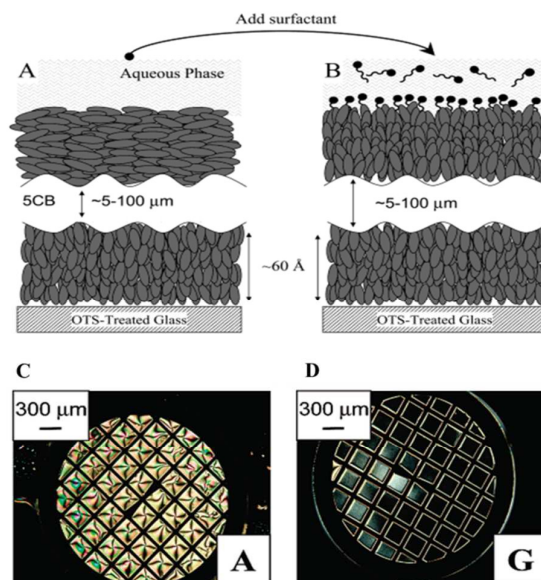 Add surfactant
A
Aqueous Phase
B
5CB
~5-100 μm
~5-100 μm
~60 Å
OTS-Treated Glass
OTS-Treated Glass
C
D
300 μm
300 μm
A
G